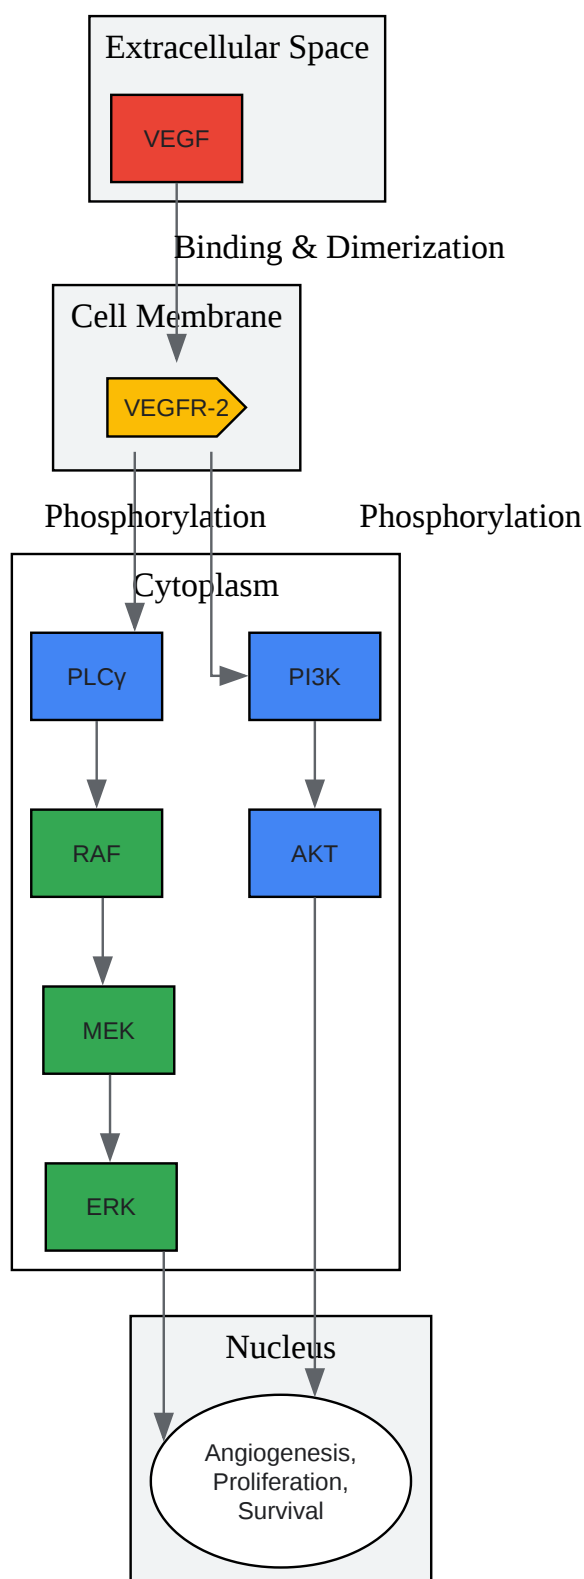 Extracellular Space
VEGF
Binding & Dimerization
Cell Membrane
VEGFR-2
Phosphorylation
Phosphorylation
Cytoplasm
PLCγ
PI3K
RAF
AKT
MEK
ERK
Nucleus
Angiogenesis,
Proliferation,
Survival